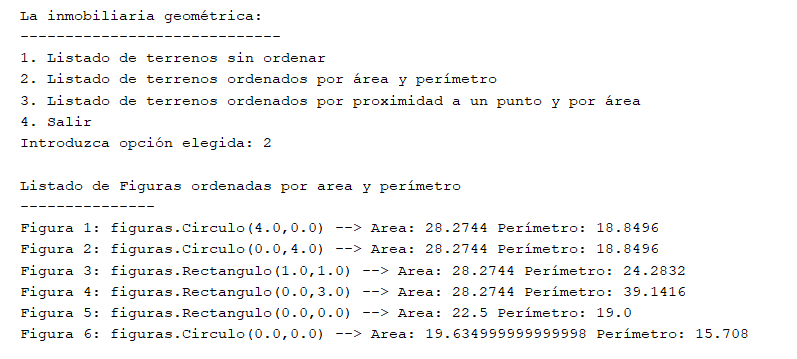 La inmobiliaria geométrica:
-----------------------------
1. Listado de terrenos sin ordenar
2. Listado de terrenos ordenados por área y perímetro
3. Listado de terrenos ordenados por proximidad a un punto y por área
4. Salir
Introduzca opción elegida: 2
Listado de Figuras ordenadas por area y perímetro
---------------
Figura 1: figuras.Circulo(4.0,0.0) --> Area: 28.2744 Perímetro: 18.8496
Figura 2: figuras.Circulo(0.0,4.0) --> Area: 28.2744 Perímetro: 18.8496
Figura 3: figuras.Rectangulo(1.0,1.0) --> Area: 28.2744 Perímetro: 24.2832
Figura 4: figuras.Rectangulo(0.0,3.0) --> Area: 28.2744 Perímetro: 39.1416
Figura 5: figuras.Rectangulo(0.0,0.0) --> Area: 22.5 Perímetro: 19.0
Figura 6: figuras.Circulo(0.0,0.0) --> Area: 19.634999999999998 Perímetro: 15.708